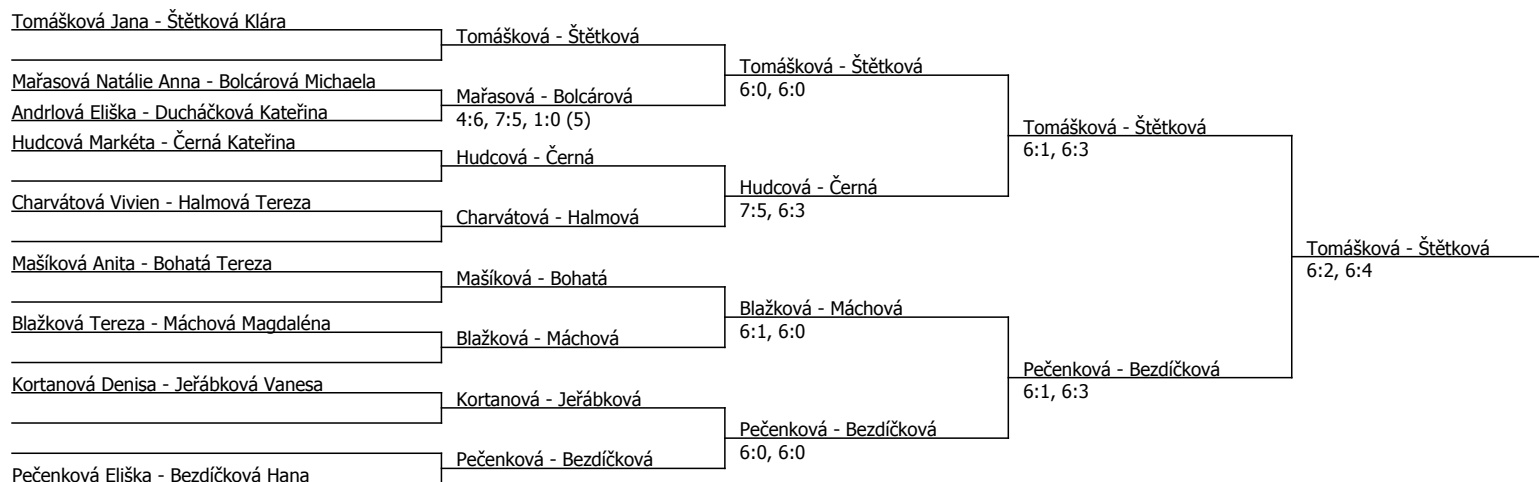 Tomášková Jana - Štětková Klára
Mařasová Natálie Anna - Bolcárová Michaela
Andrlová Eliška - Ducháčková Kateřina
Hudcová Markéta - Černá Kateřina
Charvátová Vivien - Halmová Tereza
Mašíková Anita - Bohatá Tereza
Blažková Tereza - Máchová Magdaléna
Kortanová Denisa - Jeřábková Vanesa
Pečenková Eliška - Bezdíčková Hana
Tomášková - Štětková
Mařasová - Bolcárová
4:6, 7:5, 1:0 (5)
Hudcová - Černá
Charvátová - Halmová
Mašíková - Bohatá
Blažková - Máchová
Kortanová - Jeřábková
Pečenková - Bezdíčková
Tomášková - Štětková
6:0, 6:0
Hudcová - Černá
7:5, 6:3
Blažková - Máchová
6:1, 6:0
Pečenková - Bezdíčková
6:0, 6:0
Tomášková - Štětková
6:1, 6:3
Pečenková - Bezdíčková
6:1, 6:3
Tomášková - Štětková
6:2, 6:4